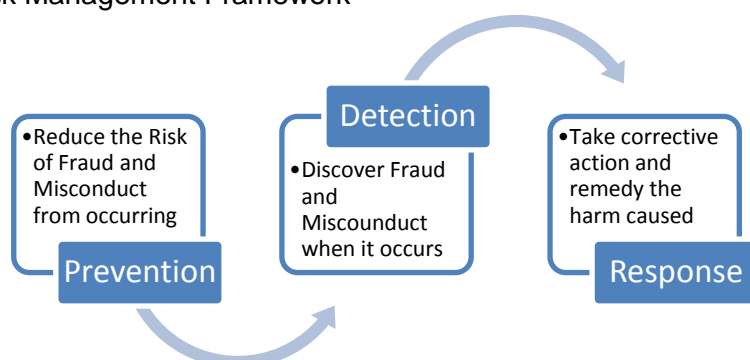 k Management Framework
•Reduce the Risk
of Fraud and
Misconduct
from occurring
Prevention
Detection
•Discover Fraud
and
Miscounduct
when it occurs
•Take corrective
action and
remedy the
harm caused
Response